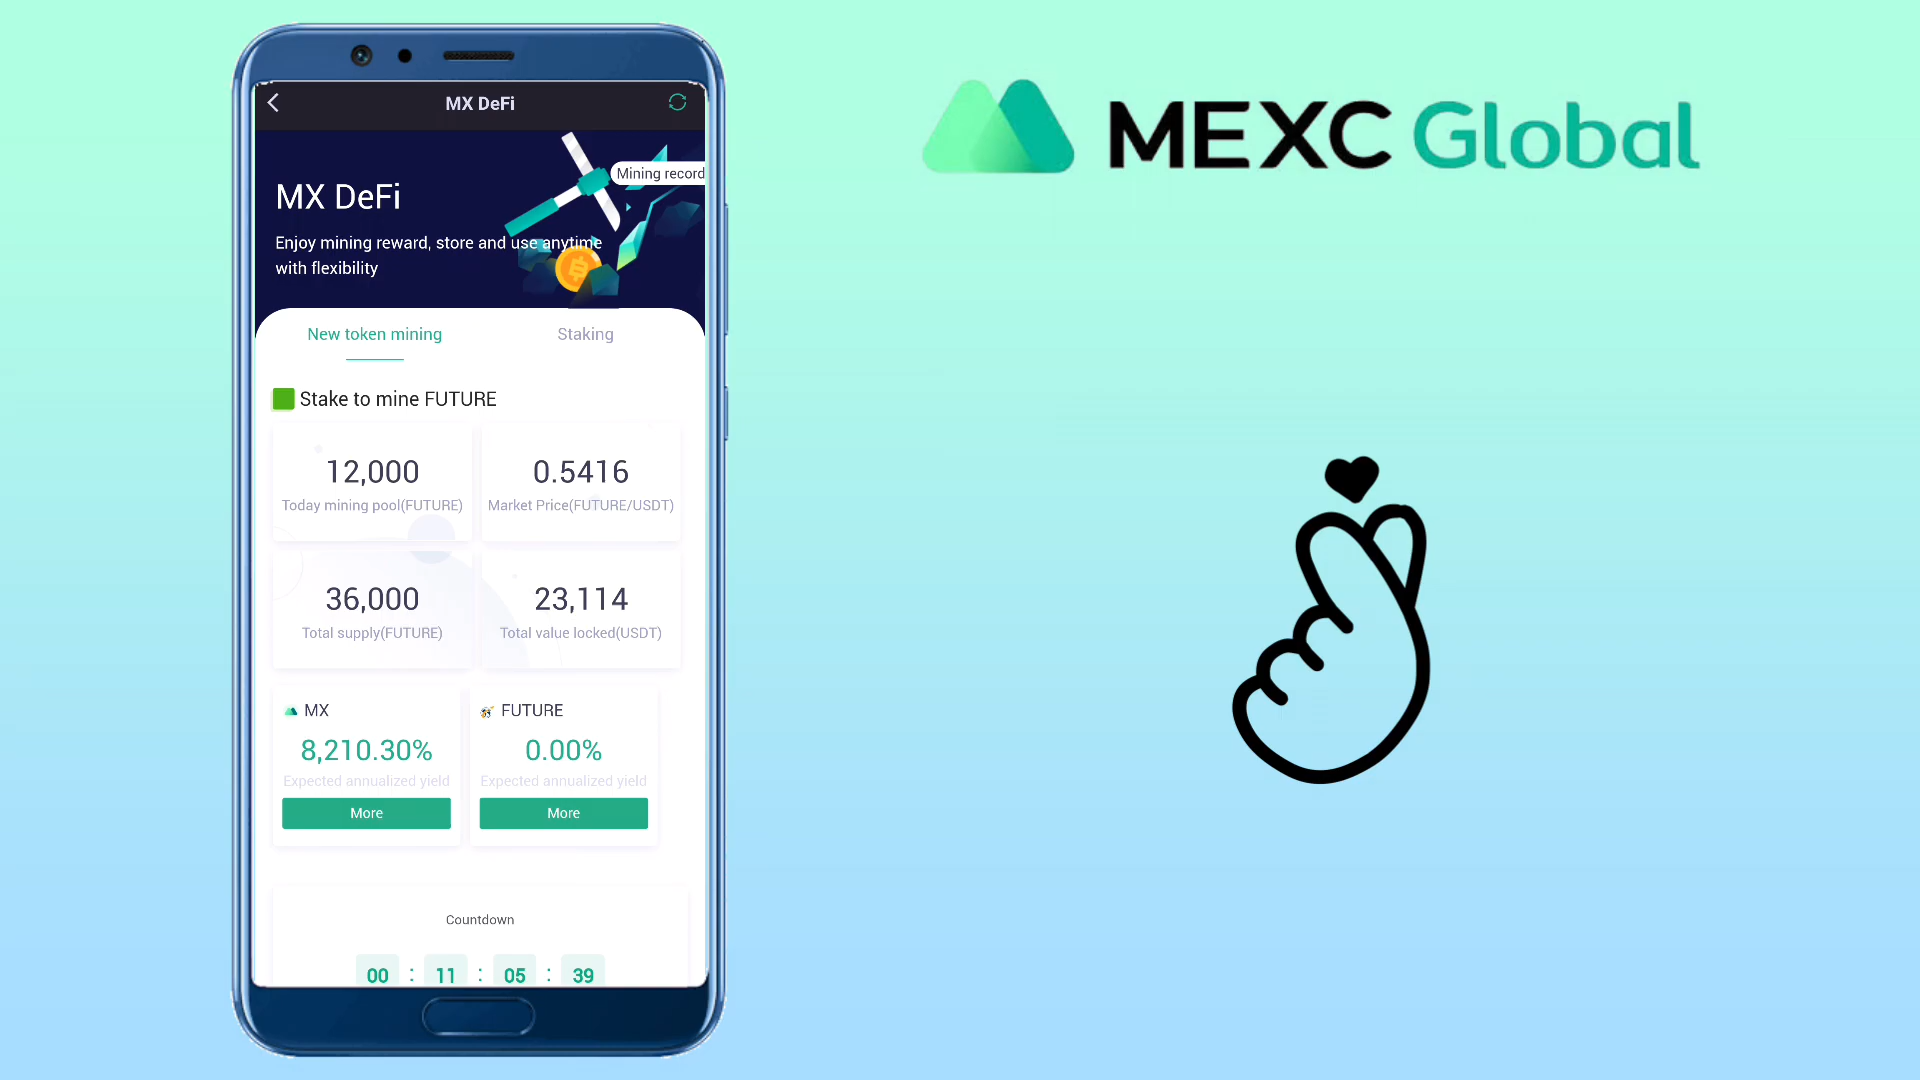 MX DeFi
Mining record
MX DeFi
Enjoy mining reward, store and use anytime
with flexibility
New token mining
Staking
Stake to mine FUTURE
12,000
Today mining pool(FUTURE)
0.5416
Market Price(FUTURE/USDT)
36,000
Total supply(FUTURE)
23,114
Total value locked(USDT)
MX
8,210.30%
Expected annualized yield
More
FUTURE
0.00%
Expected annualized yield
More
Countdown
00 : 11 : 05 : 39
MEXC Global